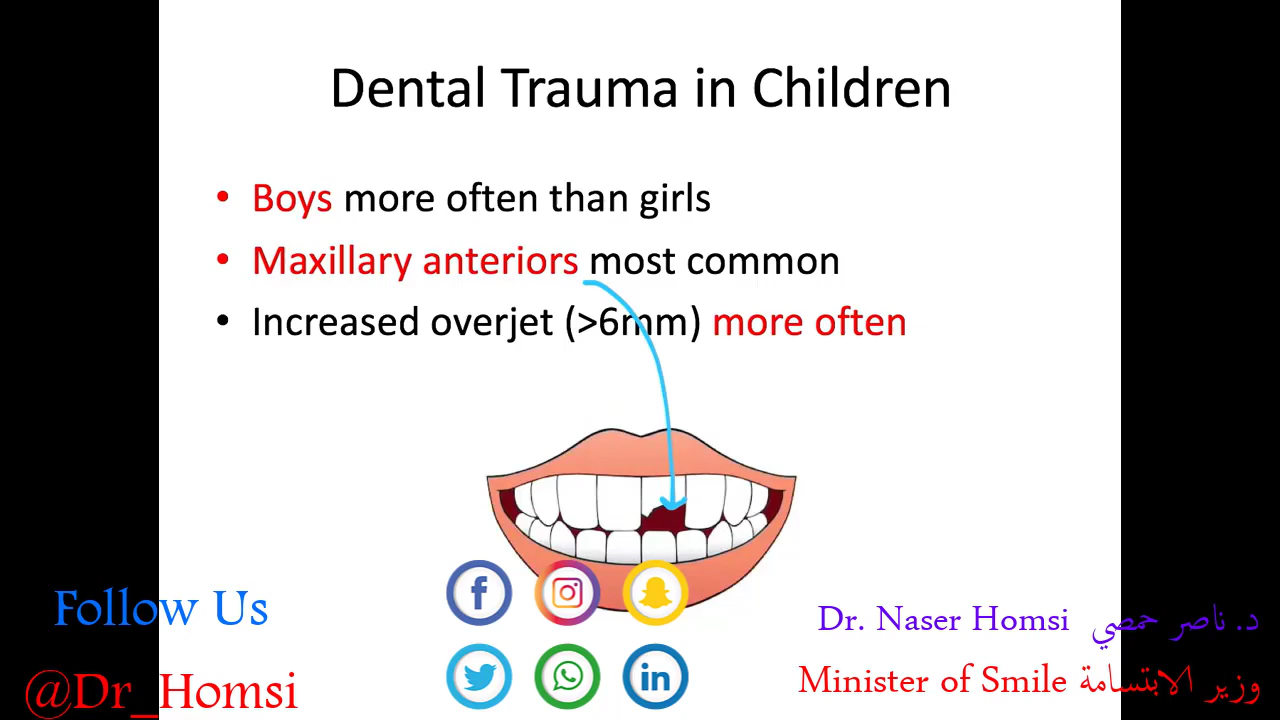 Dental Trauma in Children
• Boys more often than girls
• Maxillary anteriors most common
• Increased overjet (>6mm) more often
Follow Us
@Dr_Homsi
Dr. Naser Homsi د. ناصر حمصي
Minister of Smile وزير الابتسامة